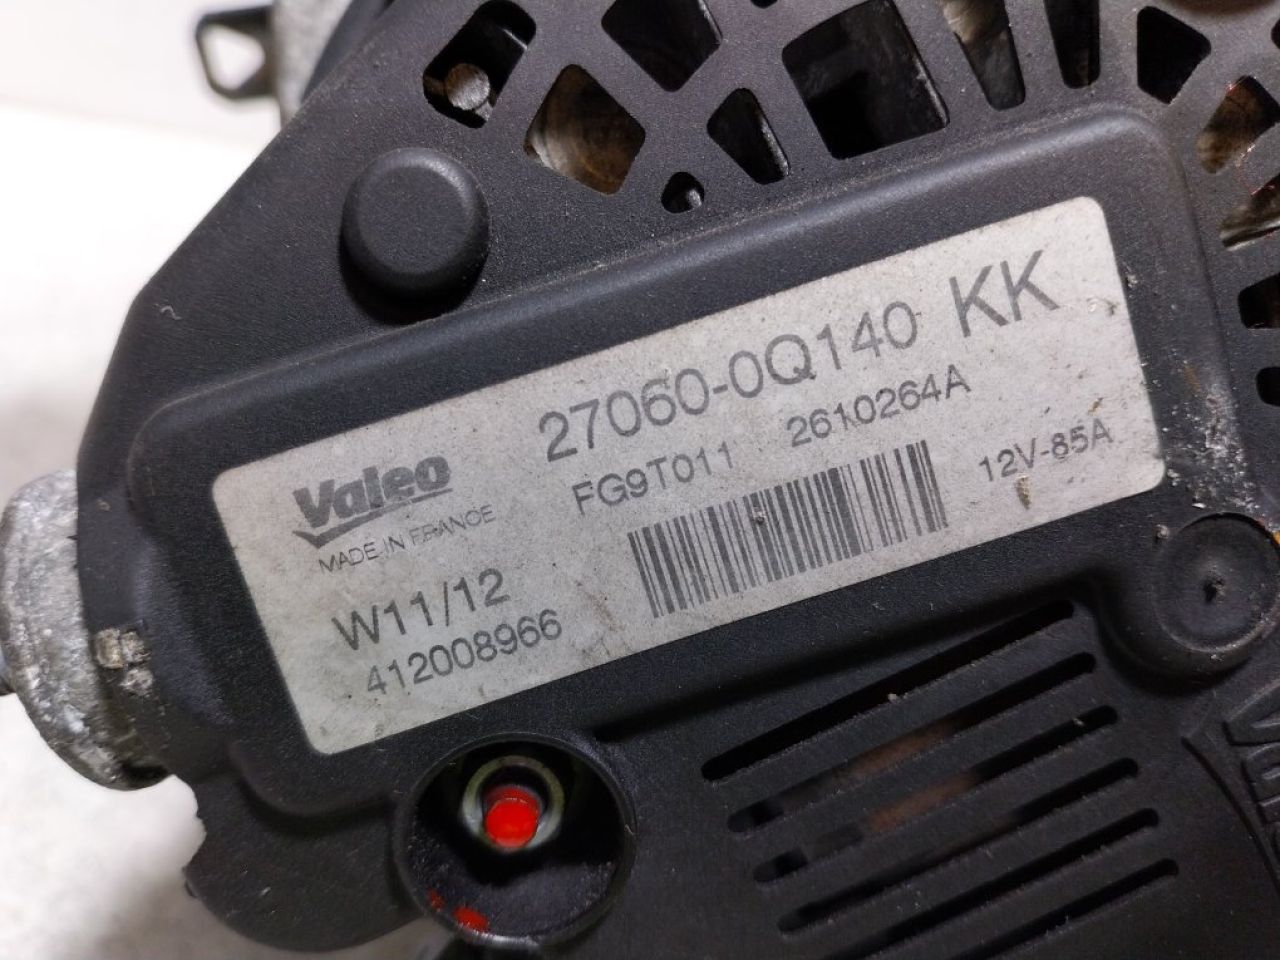 27060-0Q140 KK
Valeo
FG9T011 2610264A
MADE IN FRANCE
12V-85A
W11/12
412008966